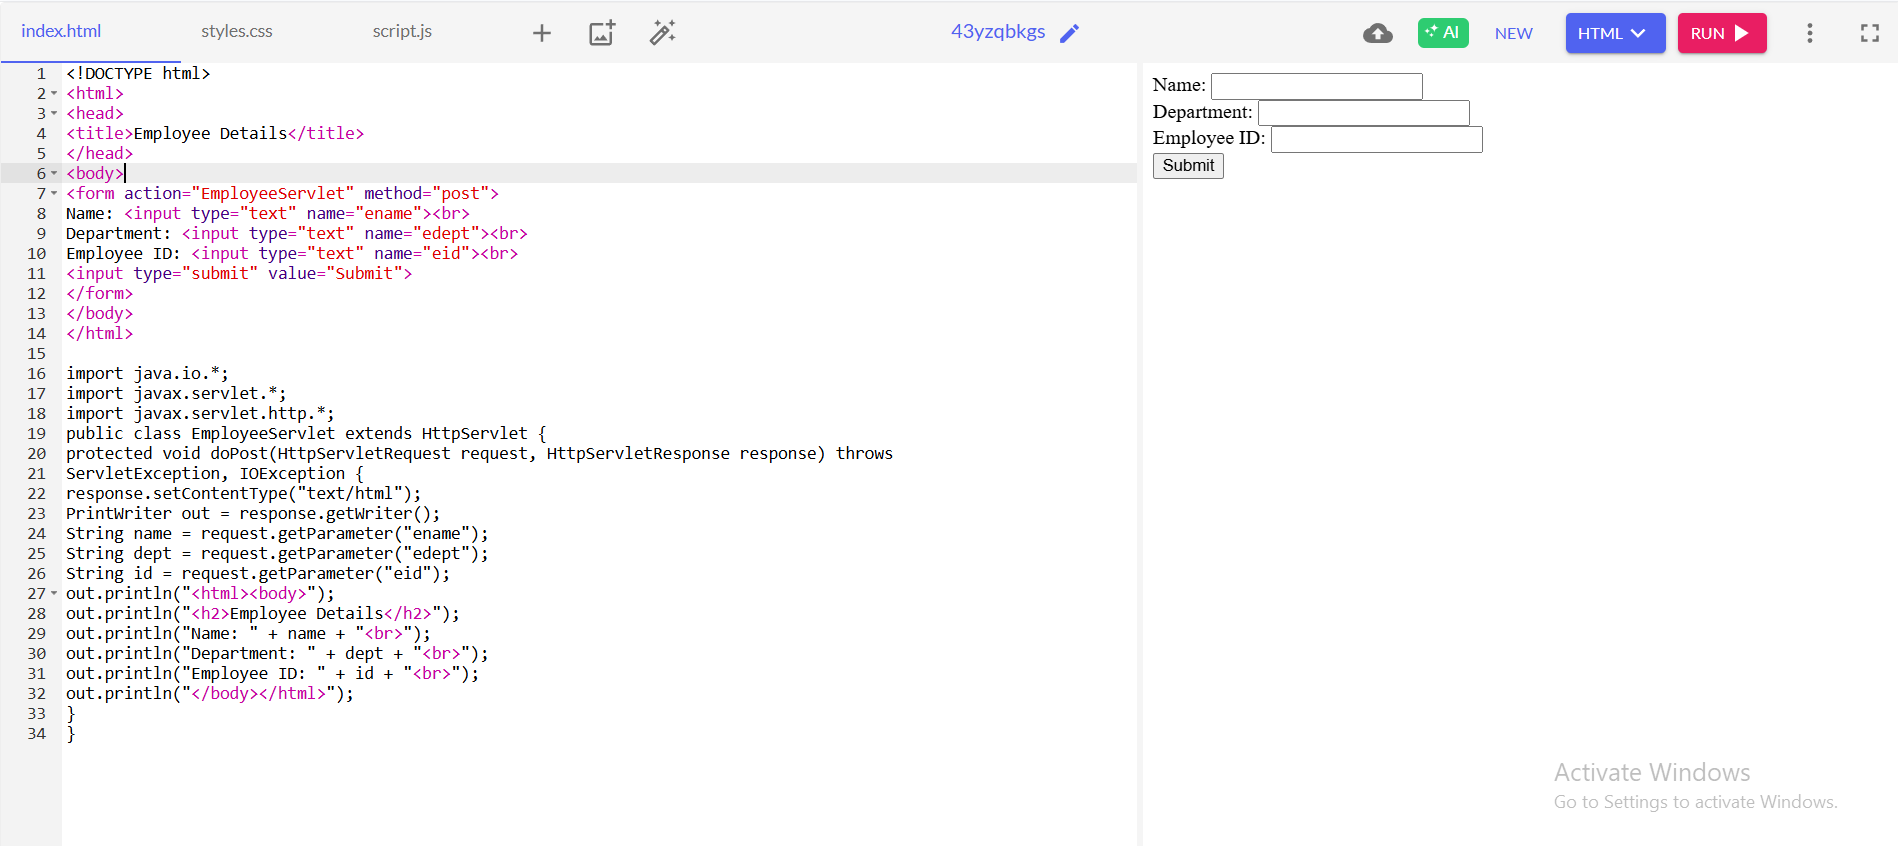 index.html styles.css script.js 43yzqbkgs AI NEW HTML RUN
1 <!DOCTYPE html>
2 <html>
3 <head>
4 <title>Employee Details</title>
5 </head>
6 <body>
7 <form action="EmployeeServlet" method="post">
8 Name: <input type="text" name="ename"><br>
9 Department: <input type="text" name="edept"><br>
10 Employee ID: <input type="text" name="eid"><br>
11 <input type="submit" value="Submit">
12 </form>
13 </body>
14 </html>
15
16 import java.io.*;
17 import javax.servlet.*;
18 import javax.servlet.http.*;
19 public class EmployeeServlet extends HttpServlet {
20 protected void doPost(HttpServletRequest request, HttpServletResponse response) throws
21 ServletException, IOException {
22 response.setContentType("text/html");
23 PrintWriter out = response.getWriter();
24 String name = request.getParameter("ename");
25 String dept = request.getParameter("edept");
26 String id = request.getParameter("eid");
27 out.println("<html><body>");
28 out.println("<h2>Employee Details</h2>");
29 out.println("Name: " + name + "<br>");
30 out.println("Department: " + dept + "<br>");
31 out.println("Employee ID: " + id + "<br>");
32 out.println("</body></html>");
33 }
34 }
Name:
Department:
Employee ID:
Submit
Activate Windows
Go to Settings to activate Windows.